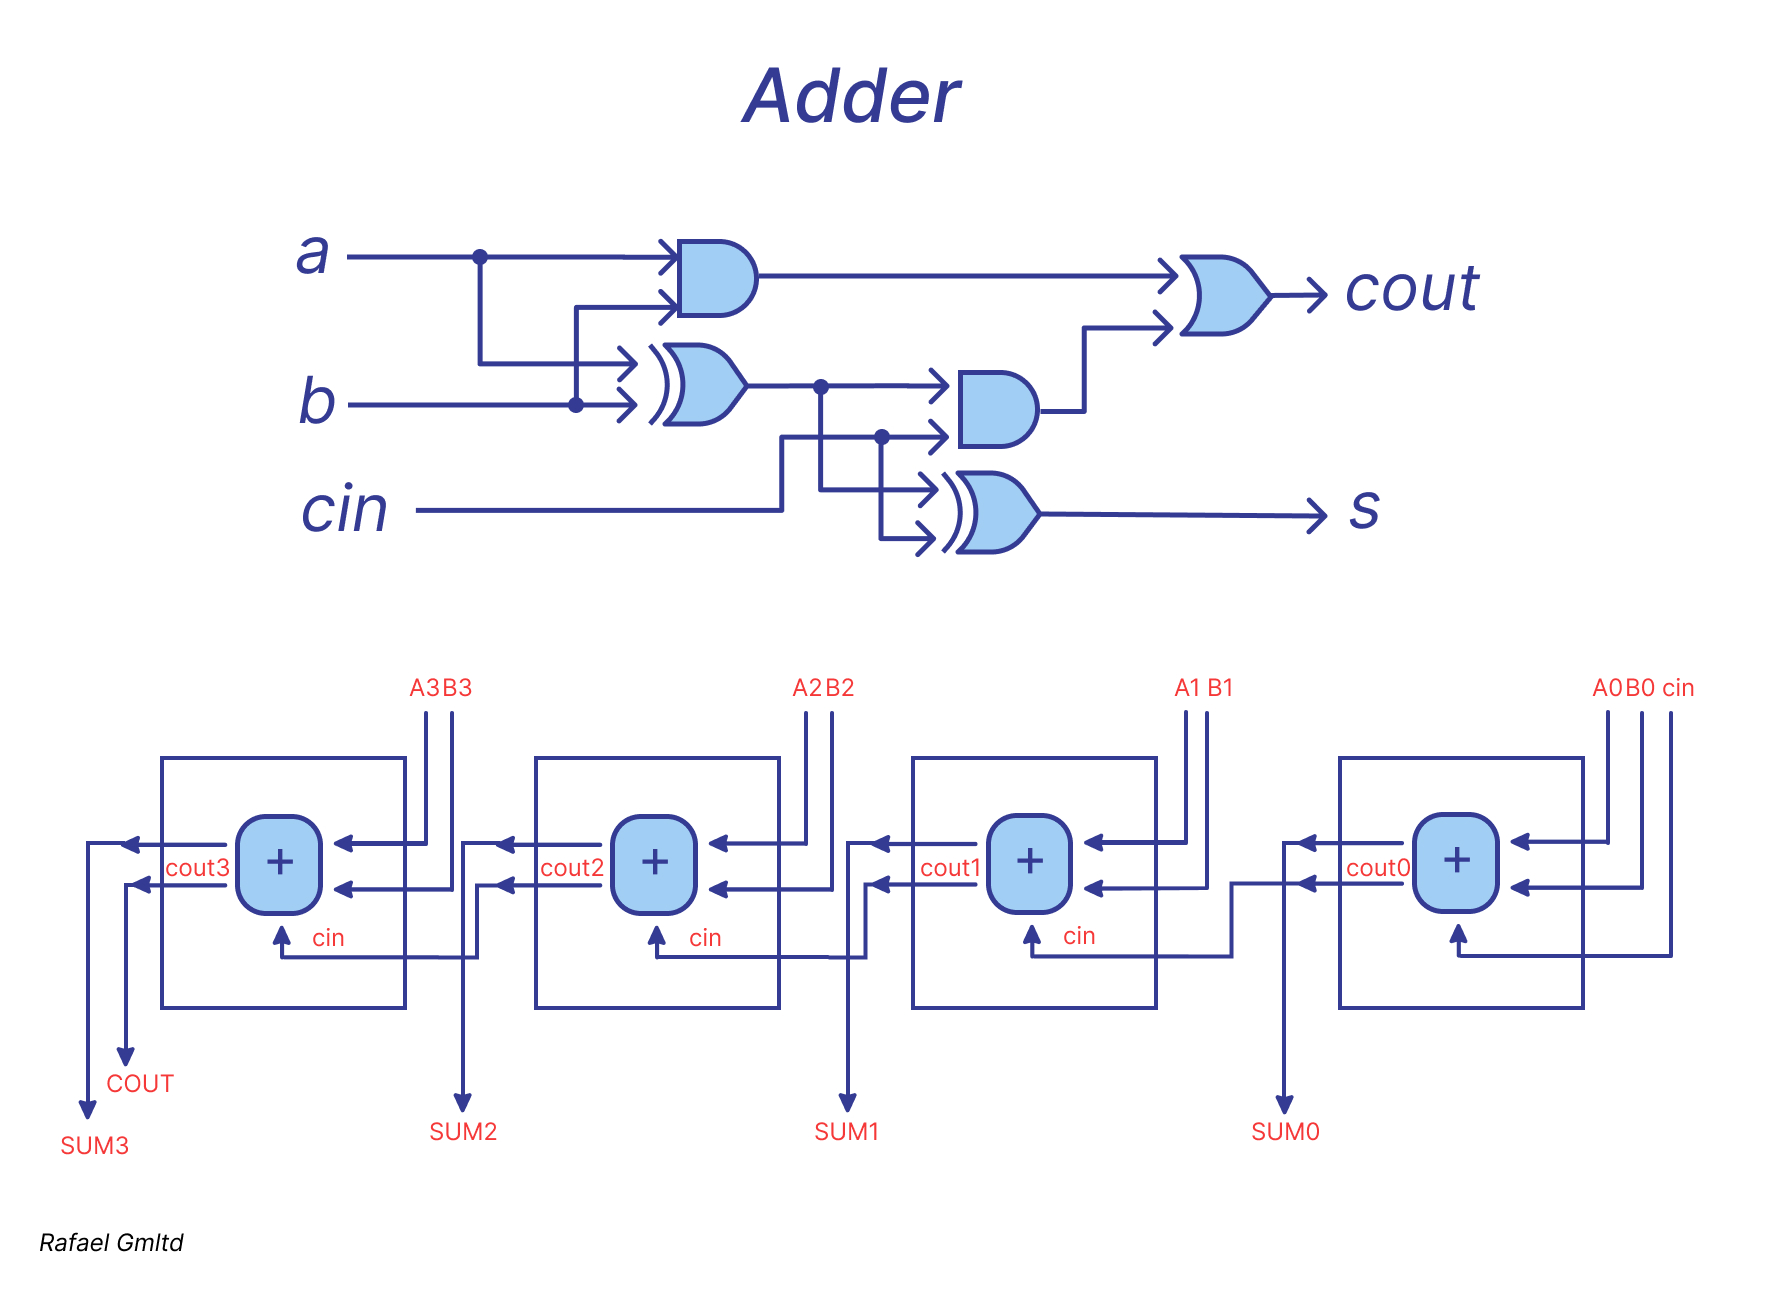 Adder
a
cout
b
cin
s
A3 B3 A2 B2 A1 B1 A0 B0 cin
cout3 cout2 cout1 cout0
+ + + +
cin cin cin
COUT
SUM3 SUM2 SUM1 SUM0
Rafael Gmltd